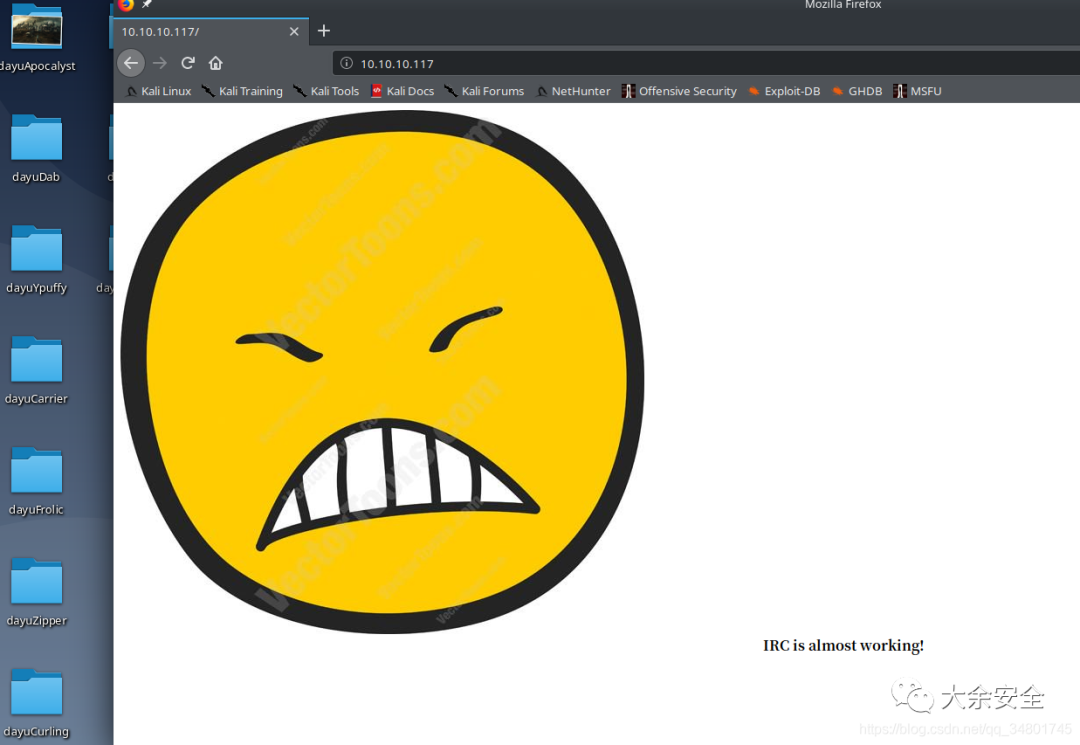 Mozilla Firefox
10.10.10.117/
10.10.10.117
Kali Linux
Kali Training
Kali Tools
Kali Docs
Kali Forums
NetHunter
Offensive Security
Exploit-DB
GHDB
MSFU
dayuApocalyst
dayuDab
dayuYpuffy
dayuCarrier
dayuFrolic
dayuZipper
dayuCurling
VectorToons.com
VectorToons.com
IRC is almost working!
大余安全
https://blog.csdn.net/qq_34801745